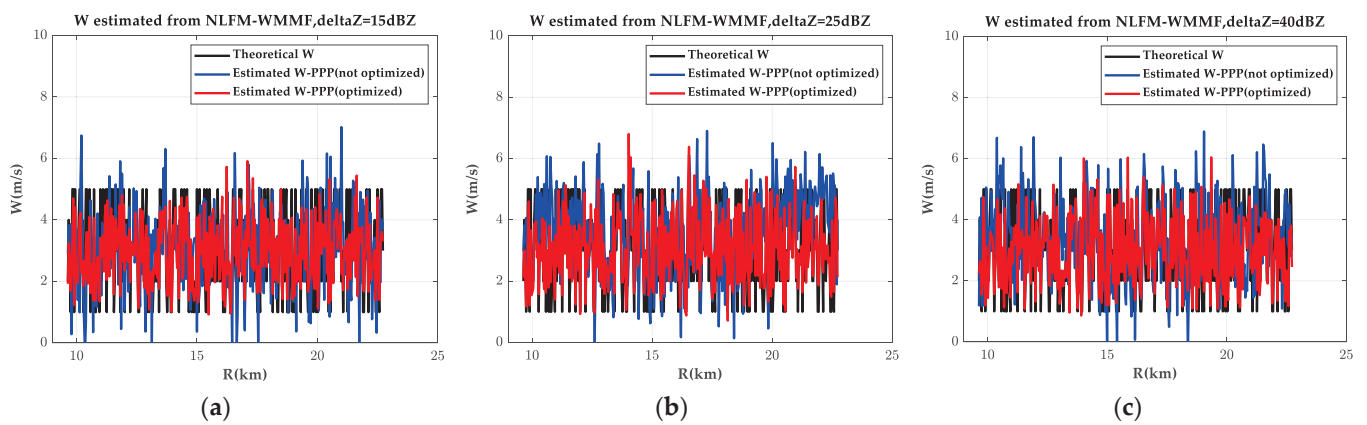 W estimated from NLFM-WMMF,deltaZ=15dBZ
10
8
6
4
2
0
W(m/s)
Theoretical W
Estimated W-PPP(not optimized)
Estimated W-PPP(optimized)
10
15
20
25
R(km)
(a)
W estimated from NLFM-WMMF,deltaZ=25dBZ
10
8
6
4
2
0
W(m/s)
Theoretical W
Estimated W-PPP(not optimized)
Estimated W-PPP(optimized)
10
15
20
25
R(km)
(b)
W estimated from NLFM-WMMF,deltaZ=40dBZ
10
8
6
4
2
0
W(m/s)
Theoretical W
Estimated W-PPP(not optimized)
Estimated W-PPP(optimized)
10
15
20
25
R(km)
(c)